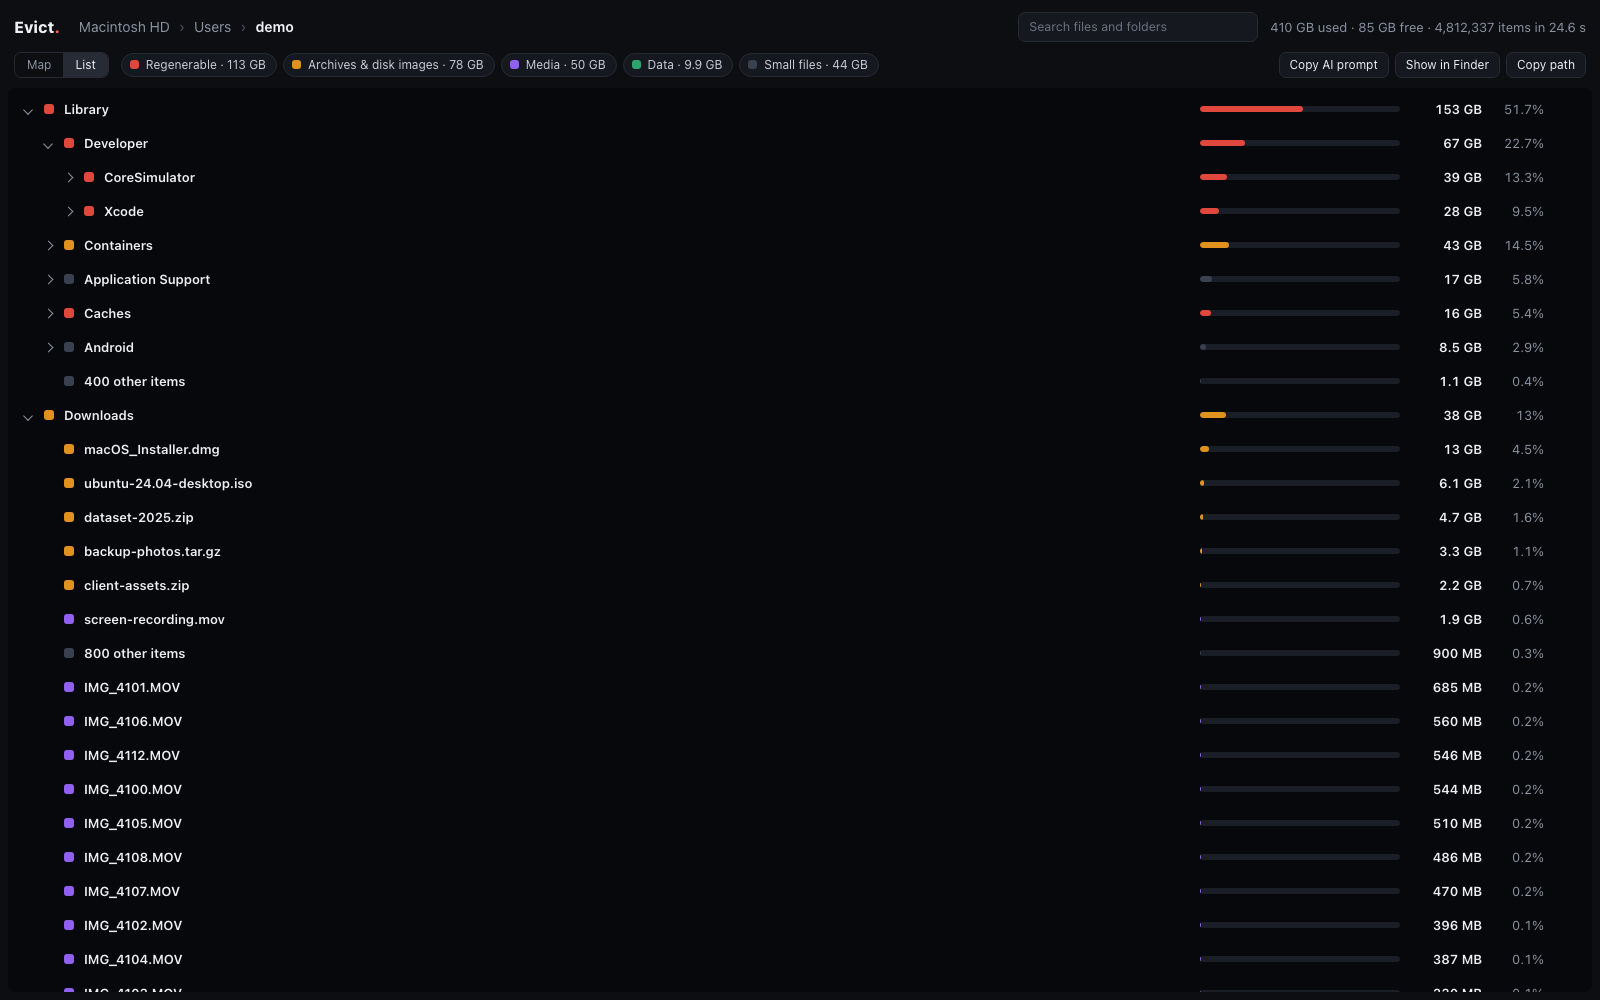 Evict. Macintosh HD › Users › demo Search files and folders 410 GB used · 85 GB free · 4,812,337 items in 24.6 s
Map List Regenerable · 113 GB Archives & disk images · 78 GB Media · 50 GB Data · 9.9 GB Small files · 44 GB Copy AI prompt Show in Finder Copy path
Library 153 GB 51.7%
Developer 67 GB 22.7%
CoreSimulator 39 GB 13.3%
Xcode 28 GB 9.5%
Containers 43 GB 14.5%
Application Support 17 GB 5.8%
Caches 16 GB 5.4%
Android 8.5 GB 2.9%
400 other items 1.1 GB 0.4%
Downloads 38 GB 13%
macOS_Installer.dmg 13 GB 4.5%
ubuntu-24.04-desktop.iso 6.1 GB 2.1%
dataset-2025.zip 4.7 GB 1.6%
backup-photos.tar.gz 3.3 GB 1.1%
client-assets.zip 2.2 GB 0.7%
screen-recording.mov 1.9 GB 0.6%
800 other items 900 MB 0.3%
IMG_4101.MOV 685 MB 0.2%
IMG_4106.MOV 560 MB 0.2%
IMG_4112.MOV 546 MB 0.2%
IMG_4100.MOV 544 MB 0.2%
IMG_4105.MOV 510 MB 0.2%
IMG_4108.MOV 486 MB 0.2%
IMG_4107.MOV 470 MB 0.2%
IMG_4102.MOV 396 MB 0.1%
IMG_4104.MOV 387 MB 0.1%